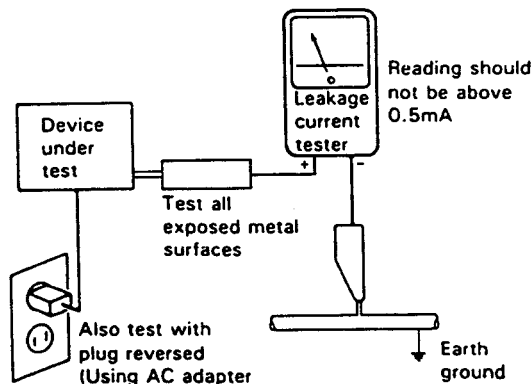 Device
under
test
Leakage
current
tester
+ -
Reading should
not be above
0.5mA
Test all
exposed metal
surfaces
Also test with
plug reversed
(Using AC adapter
Earth
ground